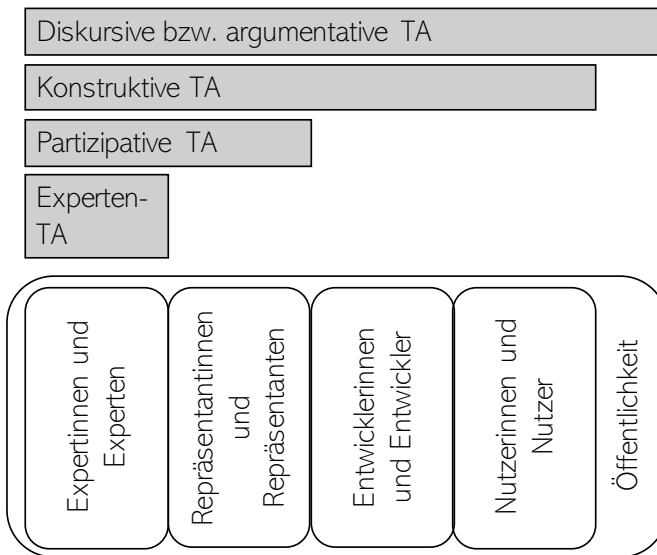 Diskursive bzw. argumentative TA
Konstruktive TA
Partizipative TA
Experten-
TA
Expertinnen und
Experten
Repräsentantinnen
und
Repräsentanten
Entwicklerinnen
und Entwickler
Nutzerinnen und
Nutzer
Öffentlichkeit